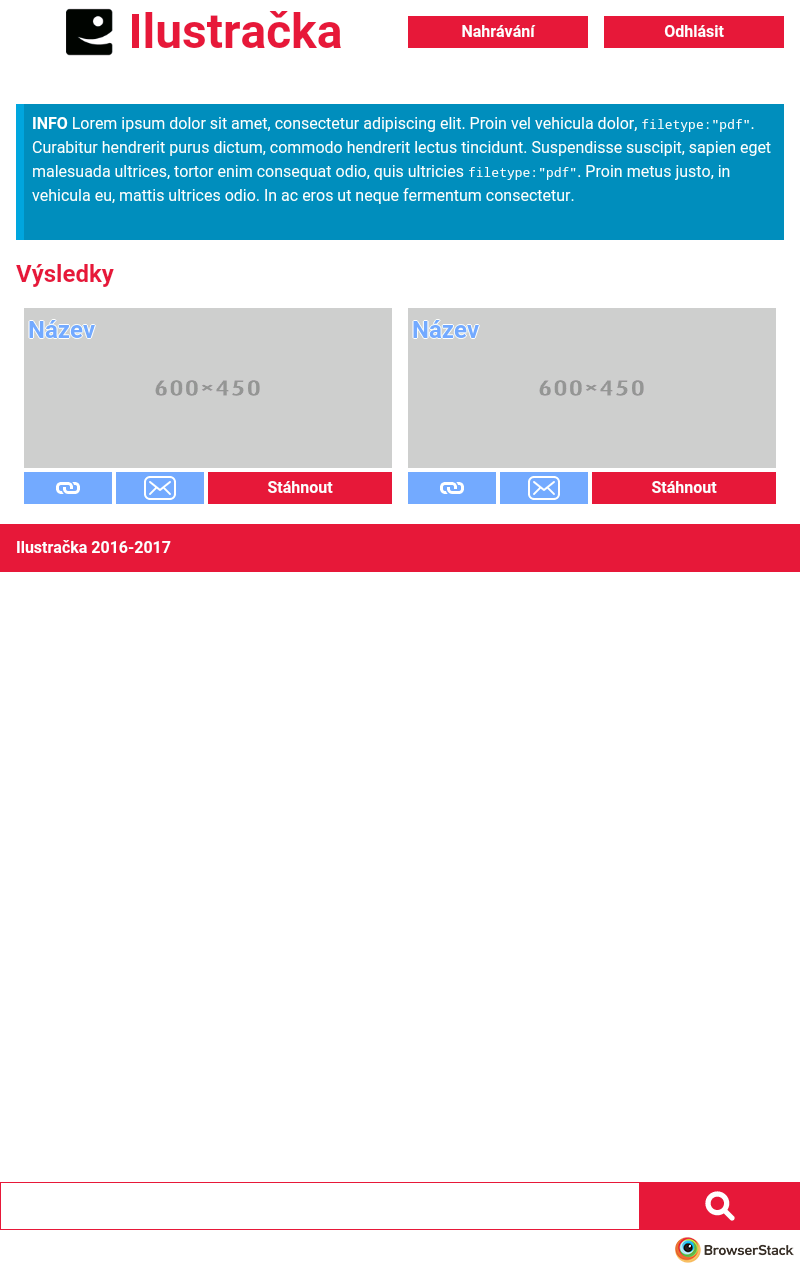 Ilustračka
Nahrávání
Odhlásit
INFO Lorem ipsum dolor sit amet, consectetur adipiscing elit. Proin vel vehicula dolor, filetype:"pdf".
Curabitur hendrerit purus dictum, commodo hendrerit lectus tincidunt. Suspendisse suscipit, sapien eget
malesuada ultrices, tortor enim consequat odio, quis ultricies filetype:"pdf". Proin metus justo, in
vehicula eu, mattis ultrices odio. In ac eros ut neque fermentum consectetur.
Výsledky
Název
600×450
Stáhnout
Název
600×450
Stáhnout
Ilustračka 2016-2017
BrowserStack